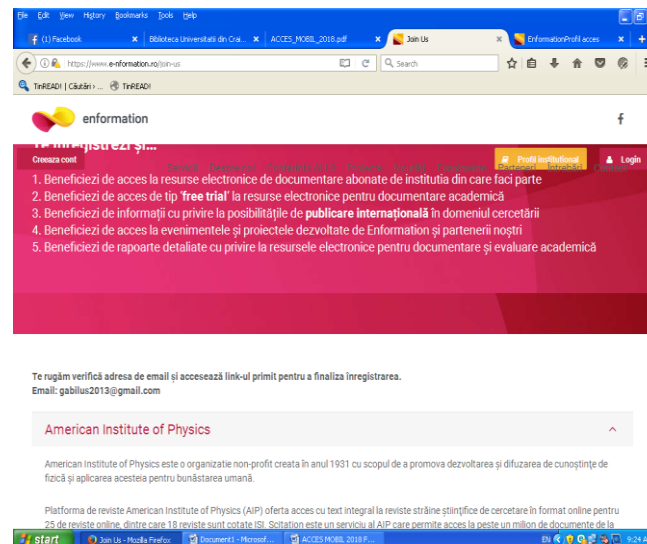 File Edit View History Bookmarks Tools Help
(1) Facebook
Biblioteca Universitatii din Crai...
ACCES_MOBIL_2018.pdf
Join Us
EnformationProfil acces
https://www.e-nformation.ro/join-us
Search
TinREAD! | Căutări › ...
TinREAD!
enformation
Te înregistrezi și...
Creeaza cont
Profil institutional
Login
Parteneri Intrebări
1. Beneficiezi de acces la resurse electronice de documentare abonate de institutia din care faci parte
2. Beneficiezi de acces de tip 'free trial' la resurse electronice pentru documentare academică
3. Beneficiezi de informații cu privire la posibilitățile de publicare internațională în domeniul cercetării
4. Beneficiezi de acces la evenimentele și proiectele dezvoltate de Enformation și partenerii noștri
5. Beneficiezi de rapoarte detaliate cu privire la resursele electronice pentru documentare și evaluare academică
Te rugăm verifică adresa de email și accesează link-ul primit pentru a finaliza înregistrarea.
Email: gabilus2013@gmail.com
American Institute of Physics
American Institute of Physics este o organizatie non-profit creata în anul 1931 cu scopul de a promova dezvoltarea și difuzarea de cunoștințe de
fizică și aplicarea acesteia pentru bunăstarea umană.
Platforma de reviste American Institute of Physics (AIP) oferta acces cu text integral la reviste străine științifice de cercetare în format online pentru
25 de reviste online, dintre care 18 reviste sunt cotate ISI. Scitation este un serviciu al AIP care permite acces la peste un milion de documente de la
start
Join Us - Mozilla Firefox
Document1 - Microsof...
ACCES MOBIL 2018 F...
EN
9:24 A